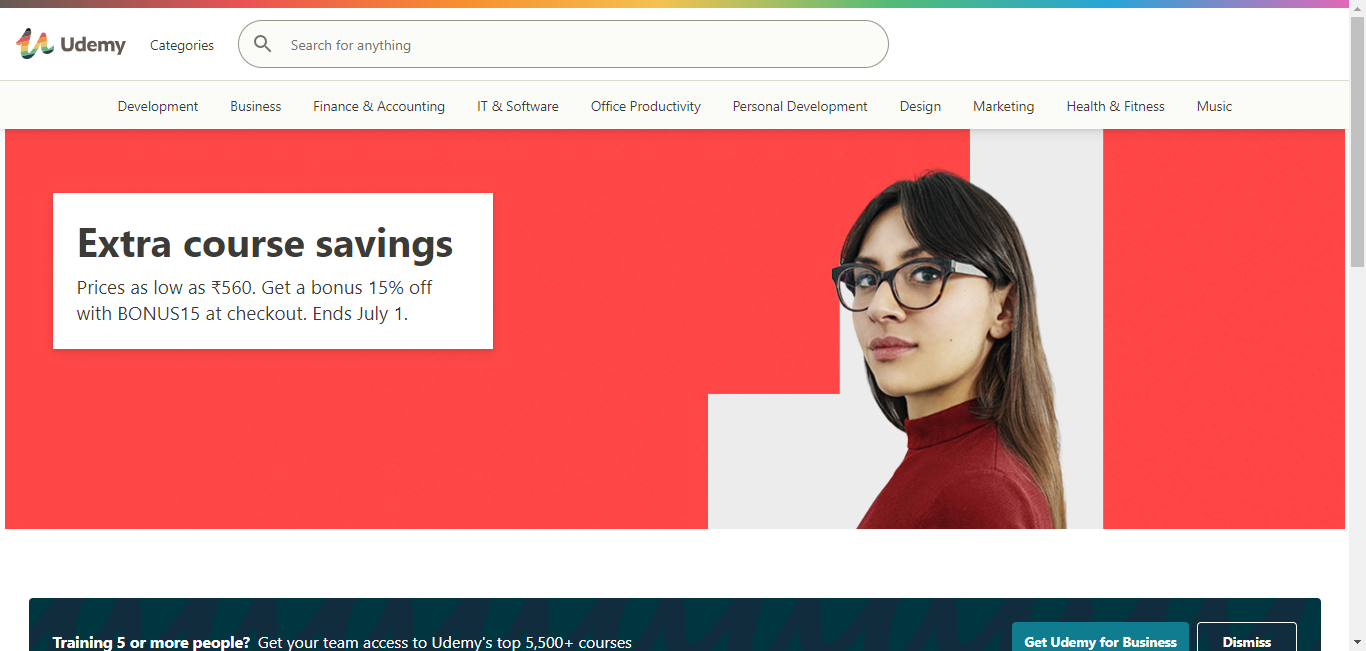 Udemy
Categories
Search for anything
Development Business Finance & Accounting IT & Software Office Productivity Personal Development Design Marketing Health & Fitness Music
Extra course savings
Prices as low as ₹560. Get a bonus 15% off
with BONUS15 at checkout. Ends July 1.
Training 5 or more people? Get your team access to Udemy's top 5,500+ courses
Get Udemy for Business
Dismiss